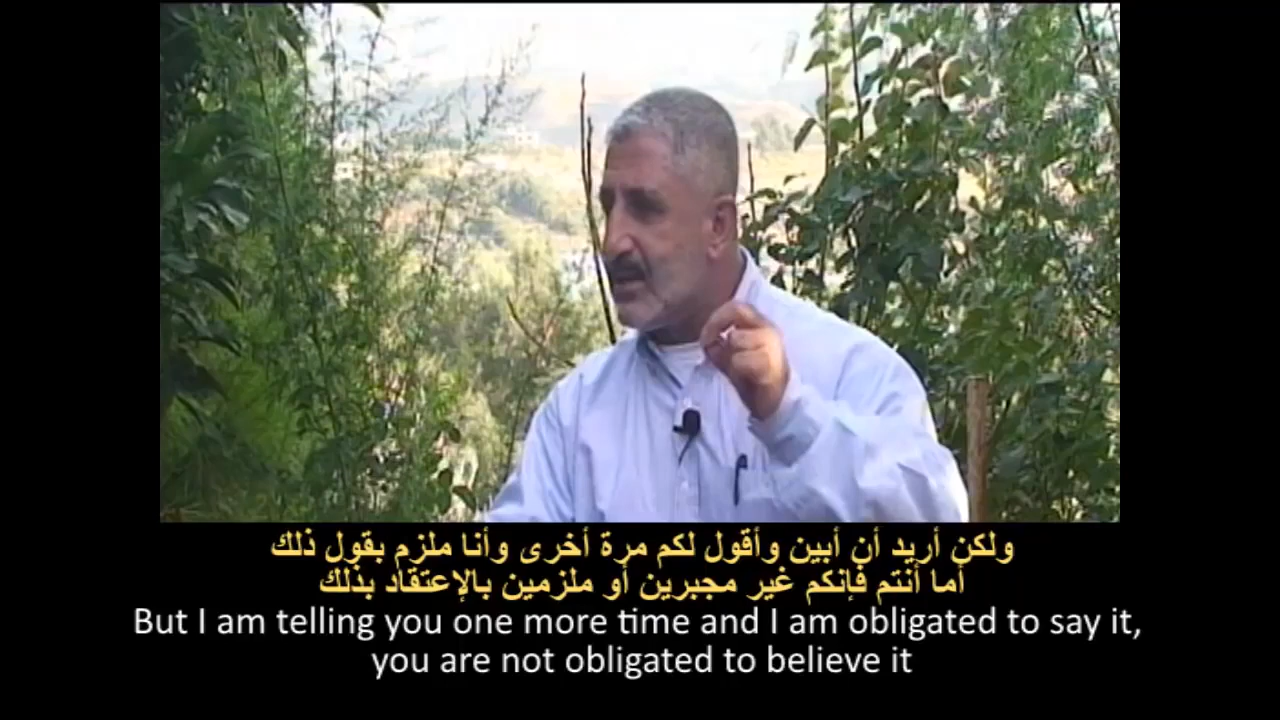 ولكن أريد أن أبين وأقول لكم مرة أخرى وأنا ملزم بقول ذلك
أما أنتم فإنكم غير مجبرين أو ملزمين بالإعتقاد بذلك
But I am telling you one more time and I am obligated to say it,
you are not obligated to believe it